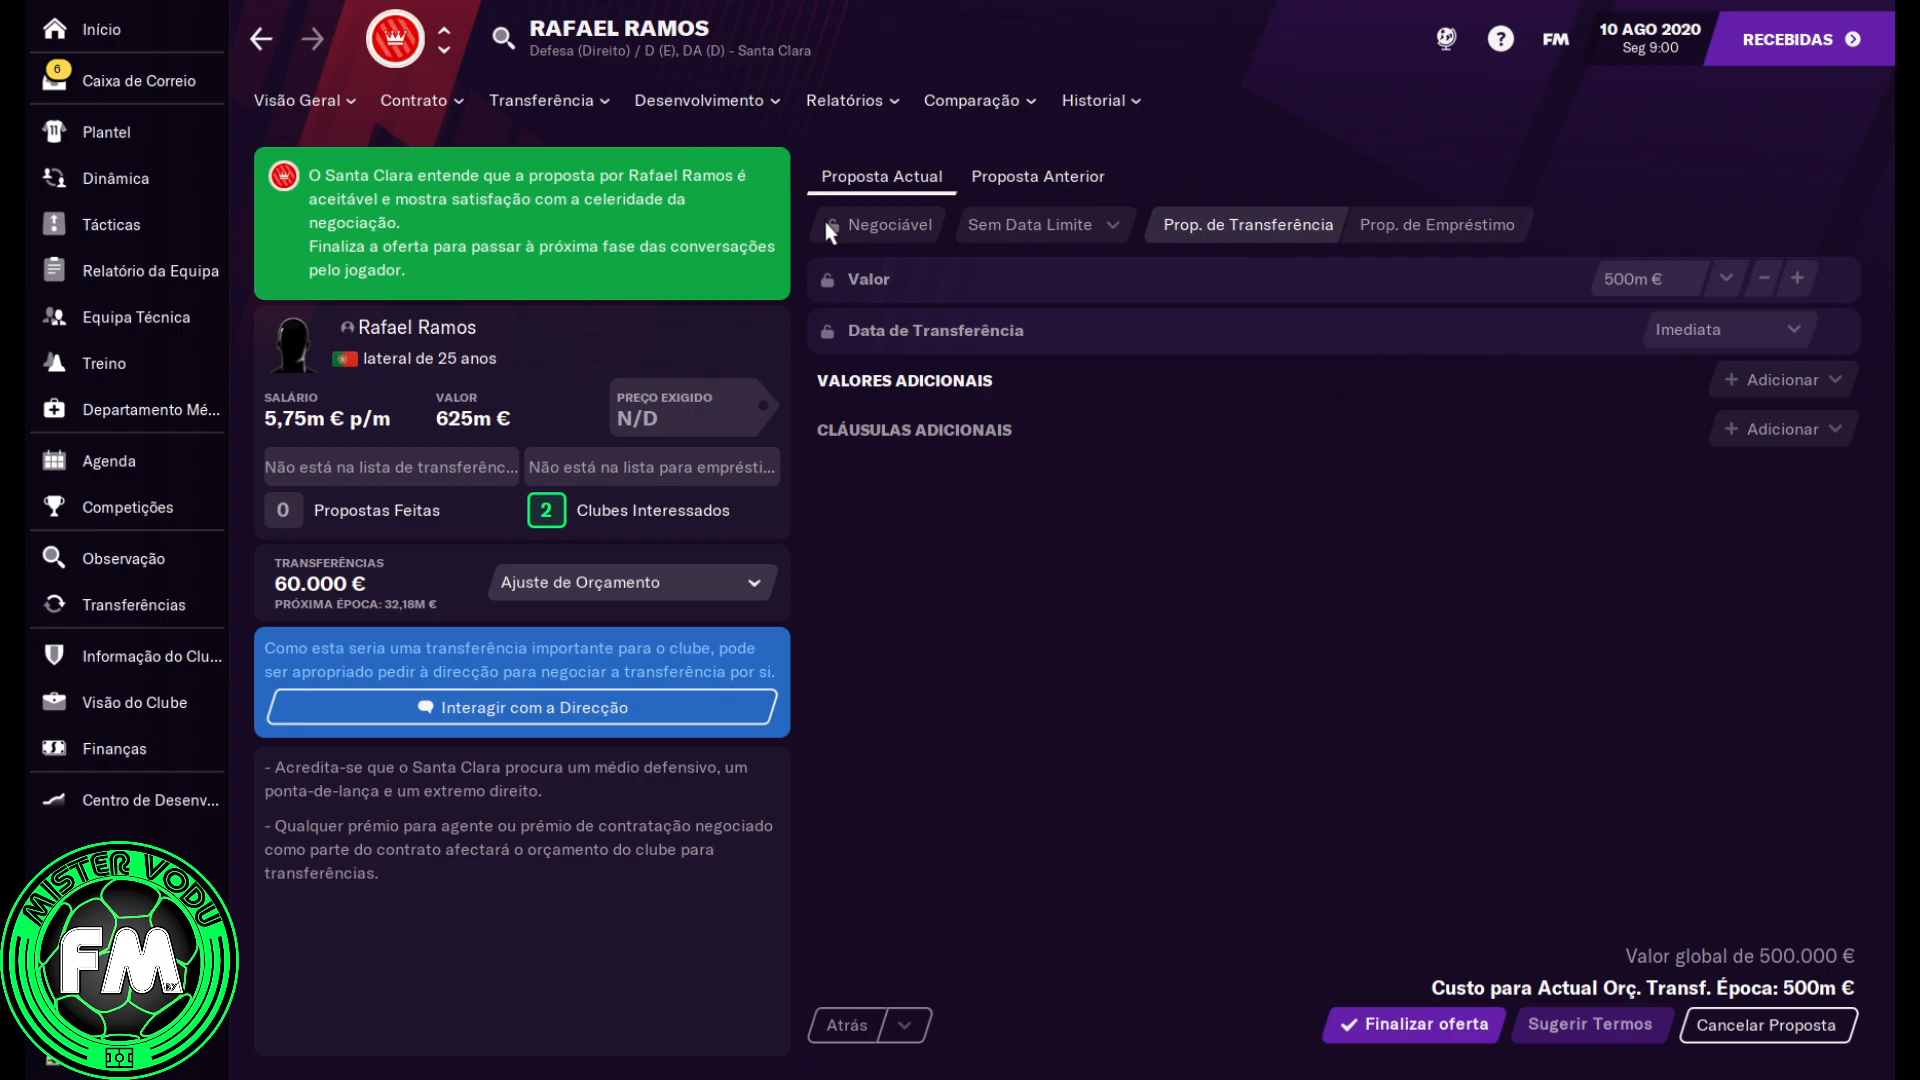 Início
6
Caixa de Correio
Plantel
Dinâmica
Tácticas
Relatório da Equipa
Equipa Técnica
Treino
Departamento Mé...
Agenda
Competições
Observação
Transferências
Informação do Clu...
Visão do Clube
Finanças
Centro de Desenv...
MISTER VODU
FM
BY
RAFAEL RAMOS
Defesa (Direito) / D (E), DA (D) - Santa Clara
?
FM
10 AGO 2020
Seg 9:00
RECEBIDAS
Visão Geral
Contrato
Transferência
Desenvolvimento
Relatórios
Comparação
Historial
O Santa Clara entende que a proposta por Rafael Ramos é
aceitável e mostra satisfação com a celeridade da
negociação.
Finaliza a oferta para passar à próxima fase das conversações
pelo jogador.
Rafael Ramos
lateral de 25 anos
SALÁRIO
5,75m € p/m
VALOR
625m €
PREÇO EXIGIDO
N/D
Não está na lista de transferênc...
Não está na lista para emprésti...
0 Propostas Feitas
2 Clubes Interessados
TRANSFERÊNCIAS
60.000 €
PRÓXIMA ÉPOCA: 32,18M €
Ajuste de Orçamento
Como esta seria uma transferência importante para o clube, pode
ser apropriado pedir à direcção para negociar a transferência por si.
Interagir com a Direcção
- Acredita-se que o Santa Clara procura um médio defensivo, um
ponta-de-lança e um extremo direito.
- Qualquer prémio para agente ou prémio de contratação negociado
como parte do contrato afectará o orçamento do clube para
transferências.
Proposta Actual
Proposta Anterior
Negociável
Sem Data Limite
Prop. de Transferência
Prop. de Empréstimo
Valor
500m €
- +
Data de Transferência
Imediata
VALORES ADICIONAIS
+ Adicionar
CLÁUSULAS ADICIONAIS
+ Adicionar
Valor global de 500.000 €
Custo para Actual Orç. Transf. Época: 500m €
Atrás
Finalizar oferta
Sugerir Termos
Cancelar Proposta